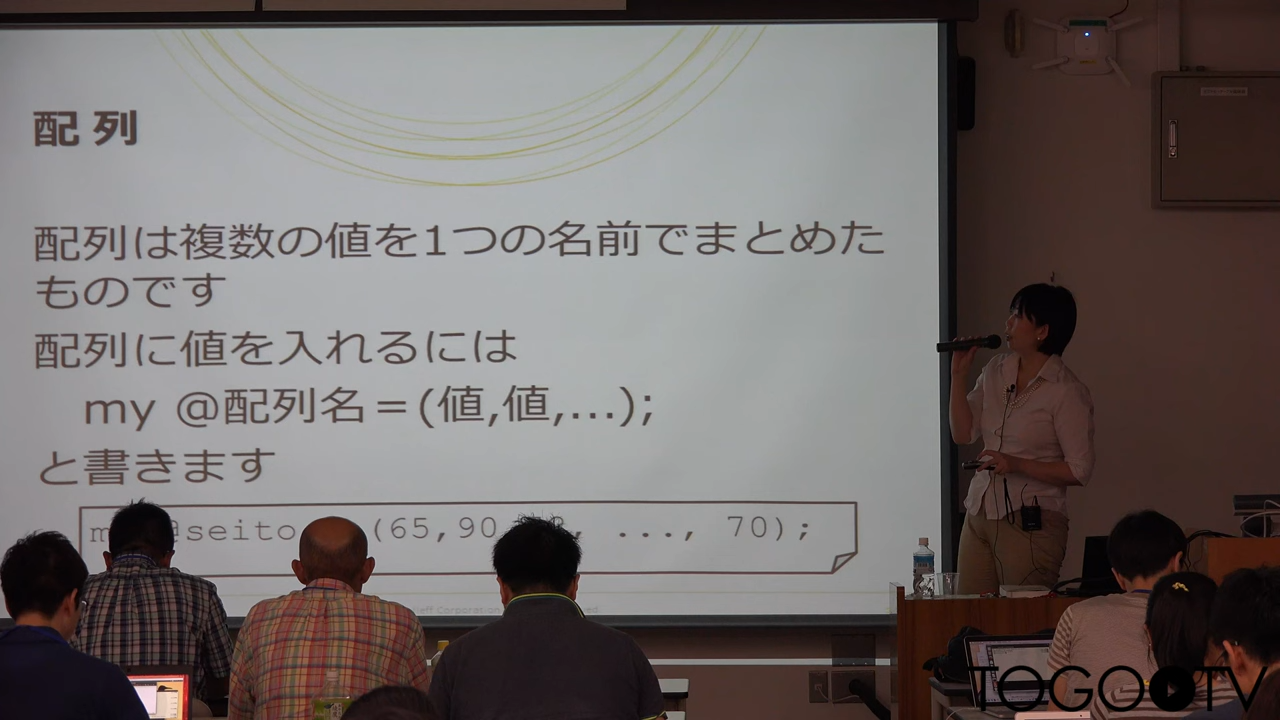 配列
配列は複数の値を1つの名前でまとめた
ものです
配列に値を入れるには
my @配列名=(値,値,...);
と書きます
seito (65,90 , ..., 70);
Corporation
TOGOTV